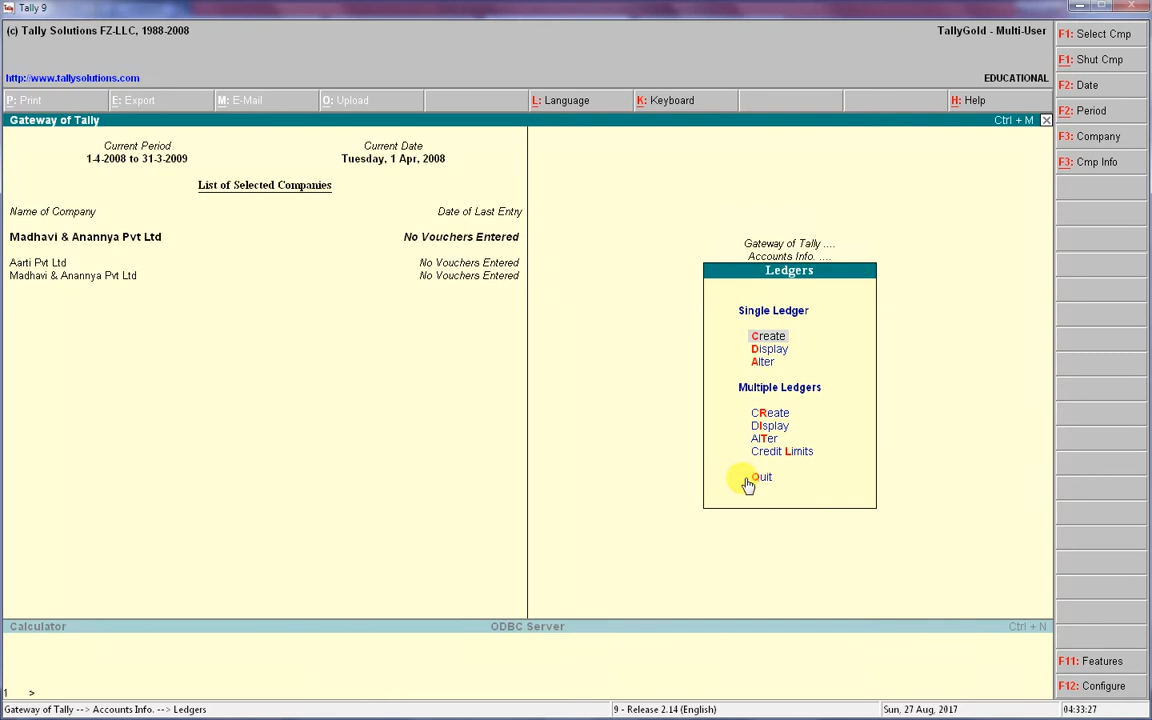 Tally 9
(c) Tally Solutions FZ-LLC, 1988-2008
TallyGold - Multi-User
http://www.tallysolutions.com
EDUCATIONAL
P: Print
E: Export
M: E-Mail
O: Upload
L: Language
K: Keyboard
H: Help
Gateway of Tally
Ctrl + M
Current Period
1-4-2008 to 31-3-2009
Current Date
Tuesday, 1 Apr, 2008
List of Selected Companies
Name of Company
Date of Last Entry
Madhavi & Anannya Pvt Ltd
No Vouchers Entered
Aarti Pvt Ltd
No Vouchers Entered
Madhavi & Anannya Pvt Ltd
No Vouchers Entered
Gateway of Tally ....
Accounts Info. ....
Ledgers
Single Ledger
Create
Display
Alter
Multiple Ledgers
CReate
DIsplay
AlTer
Credit Limits
Quit
F1: Select Cmp
F1: Shut Cmp
F2: Date
F2: Period
F3: Company
F3: Cmp Info
F11: Features
F12: Configure
Calculator
ODBC Server
Ctrl + N
1 >
Gateway of Tally --> Accounts Info. --> Ledgers
9 - Release 2.14 (English)
Sun, 27 Aug, 2017
04:33:27